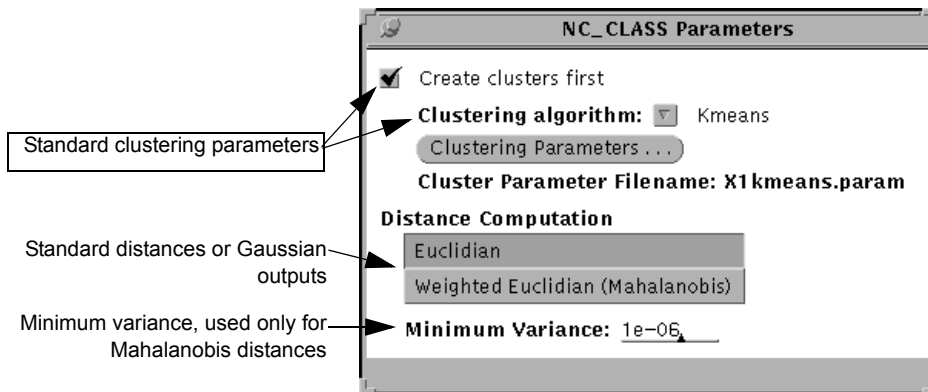 NC_CLASS Parameters
Create clusters first
Clustering algorithm: Kmeans
Standard clustering parameters
Clustering Parameters . . .
Cluster Parameter Filename: X1kmeans.param
Distance Computation
Standard distances or Gaussian
outputs
Euclidian
Weighted Euclidian (Mahalanobis)
Minimum variance, used only for
Mahalanobis distances
Minimum Variance: 1e-06